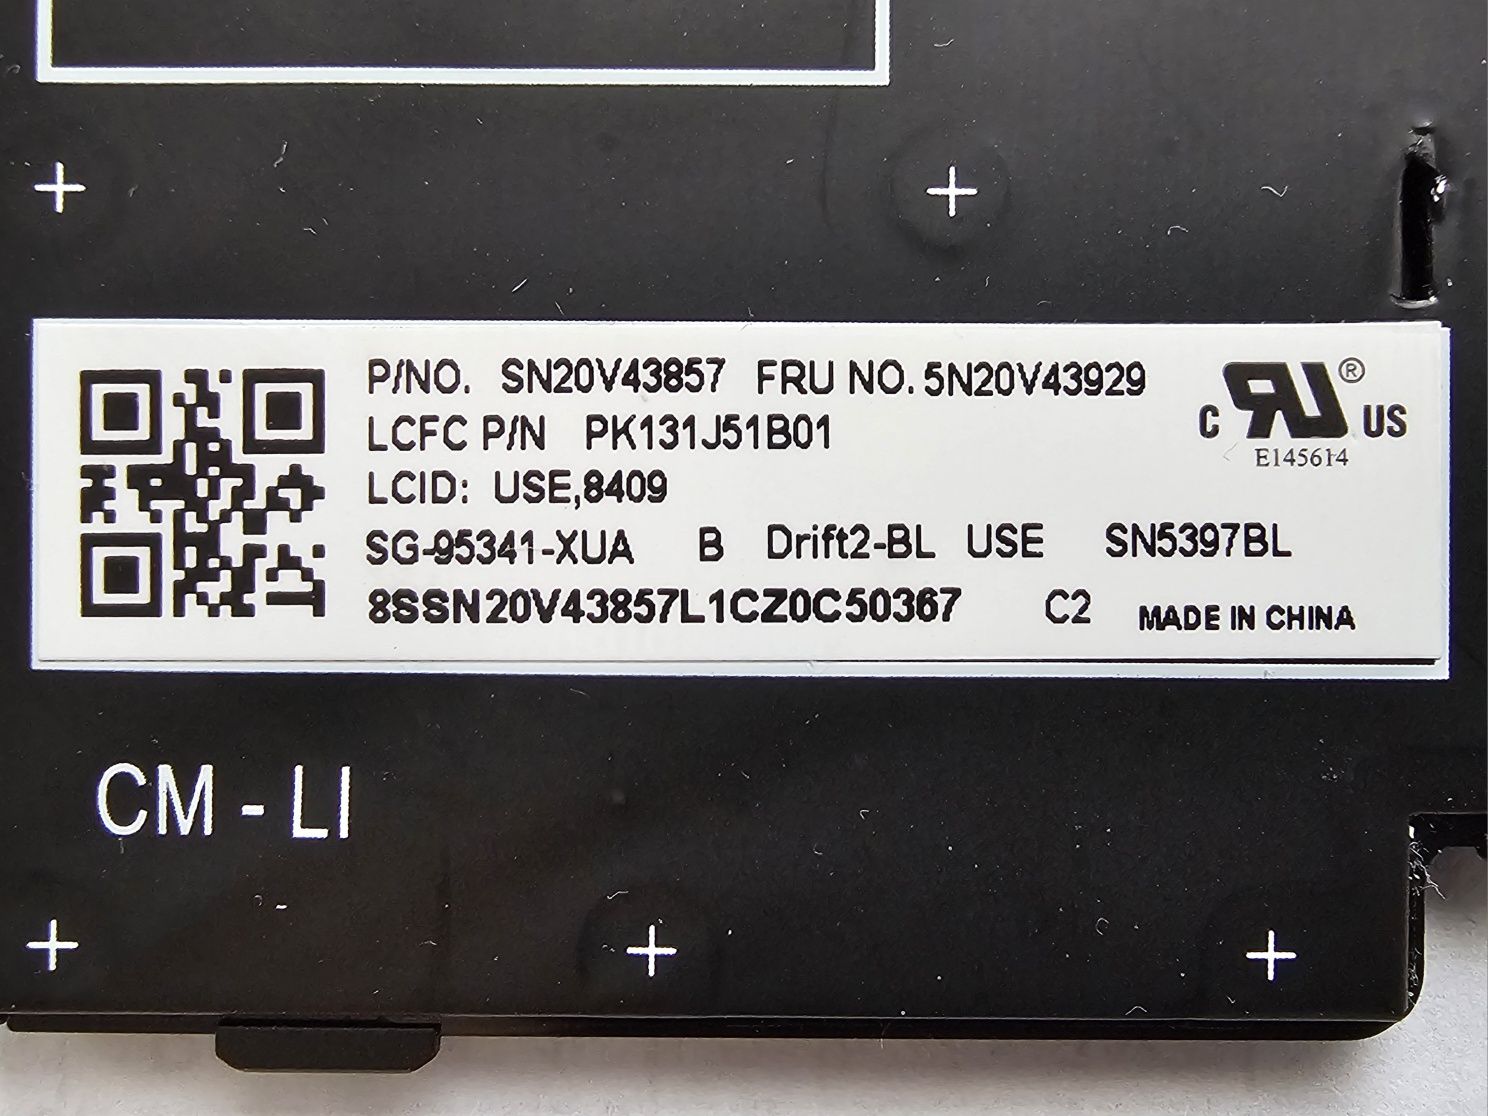 P/NO. SN20V43857 FRU NO. 5N20V43929
LCFC P/N PK131J51B01
LCID: USE,8409
SG-95341-XUA B Drift2-BL USE SN5397BL
8SSN20V43857L1CZ0C50367 C2 MADE IN CHINA
C RU ® US
E145614
CM - LI